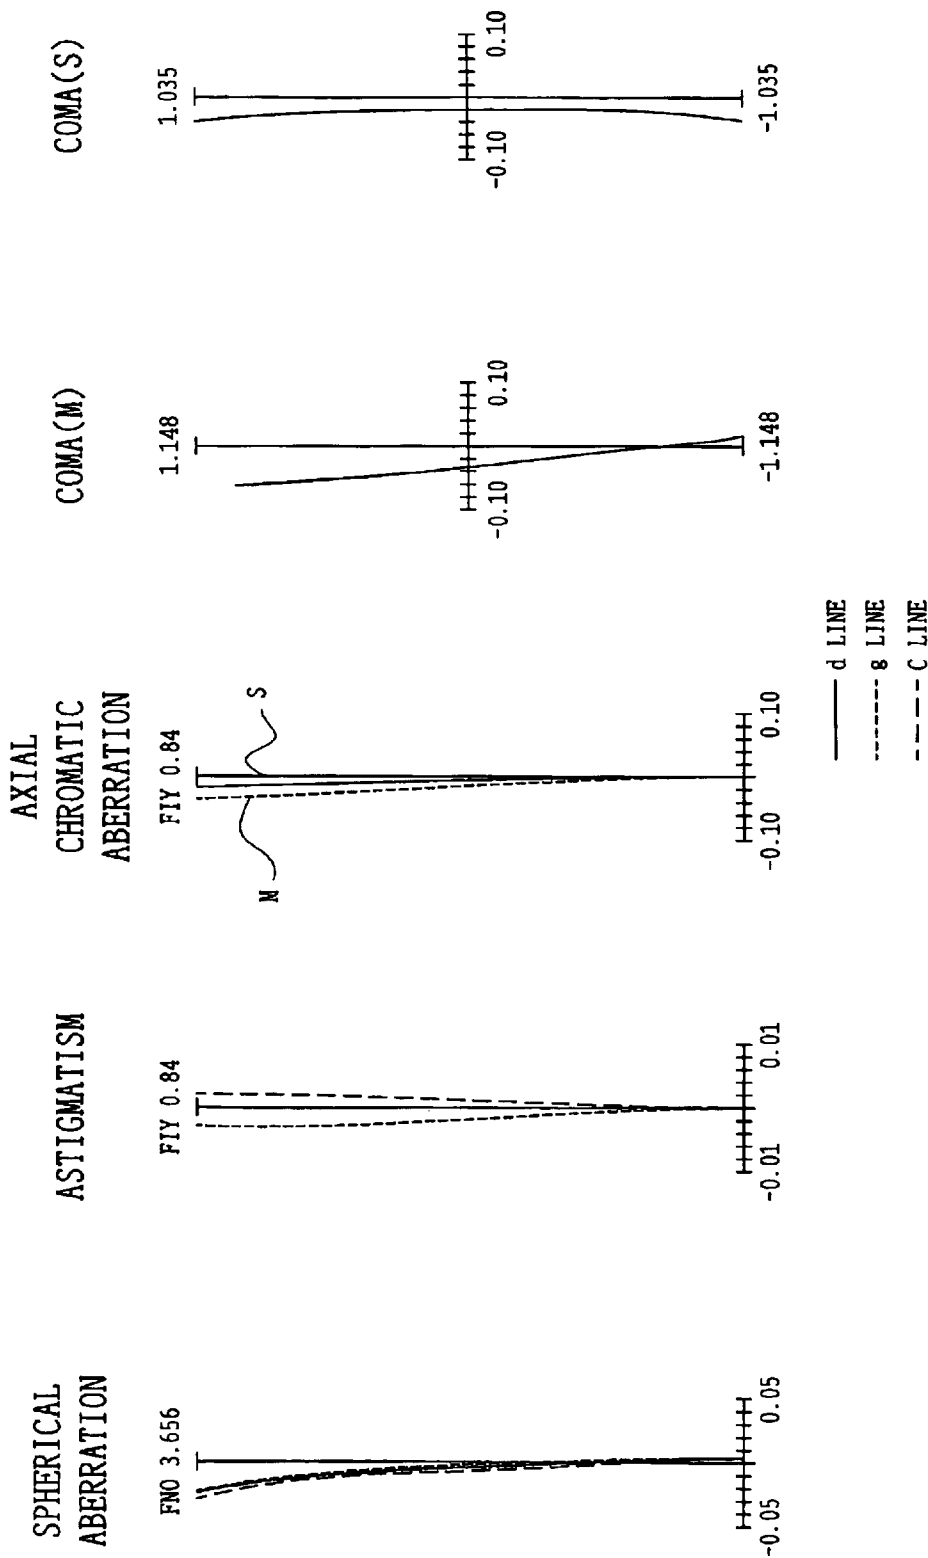 SPHERICAL
ABERRATION
FNO 3.656
-0.05
0.05
ASTIGMATISM
FIY 0.84
-0.01
0.01
AXIAL
CHROMATIC
ABERRATION
FIY 0.84
M
S
-0.10
0.10
COMA(M)
1.148
-0.10
0.10
-1.148
COMA(S)
1.035
-0.10
0.10
-1.035
d LINE
g LINE
C LINE